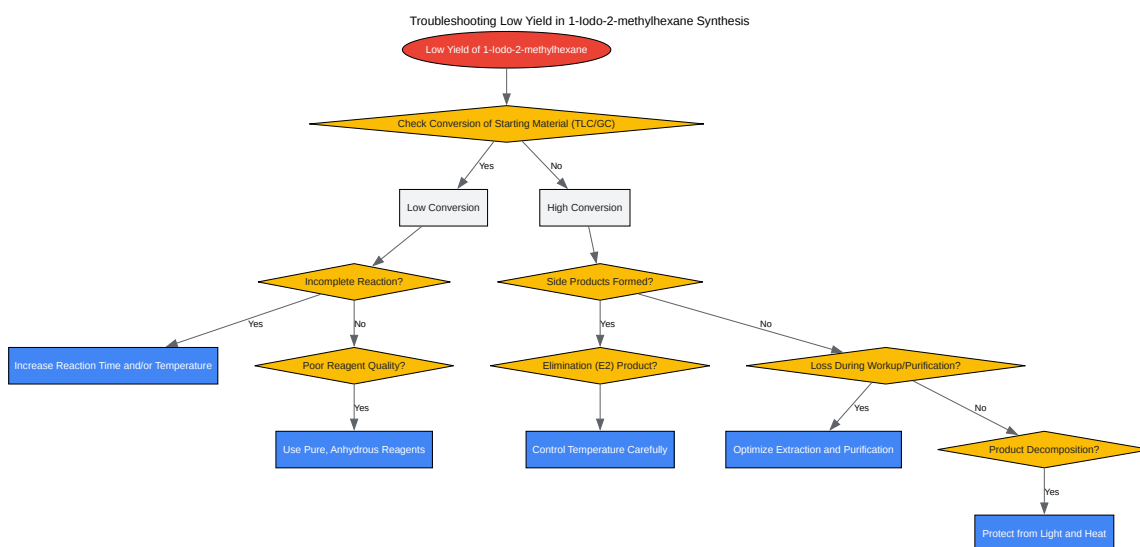 Troubleshooting Low Yield in 1-Iodo-2-methylhexane Synthesis
Low Yield of 1-Iodo-2-methylhexane
Check Conversion of Starting Material (TLC/GC)
Yes
No
Low Conversion
High Conversion
Incomplete Reaction?
Side Products Formed?
Yes
No
Yes
No
Increase Reaction Time and/or Temperature
Poor Reagent Quality?
Elimination (E2) Product?
Loss During Workup/Purification?
Yes
Yes
No
Use Pure, Anhydrous Reagents
Control Temperature Carefully
Optimize Extraction and Purification
Product Decomposition?
Yes
Protect from Light and Heat